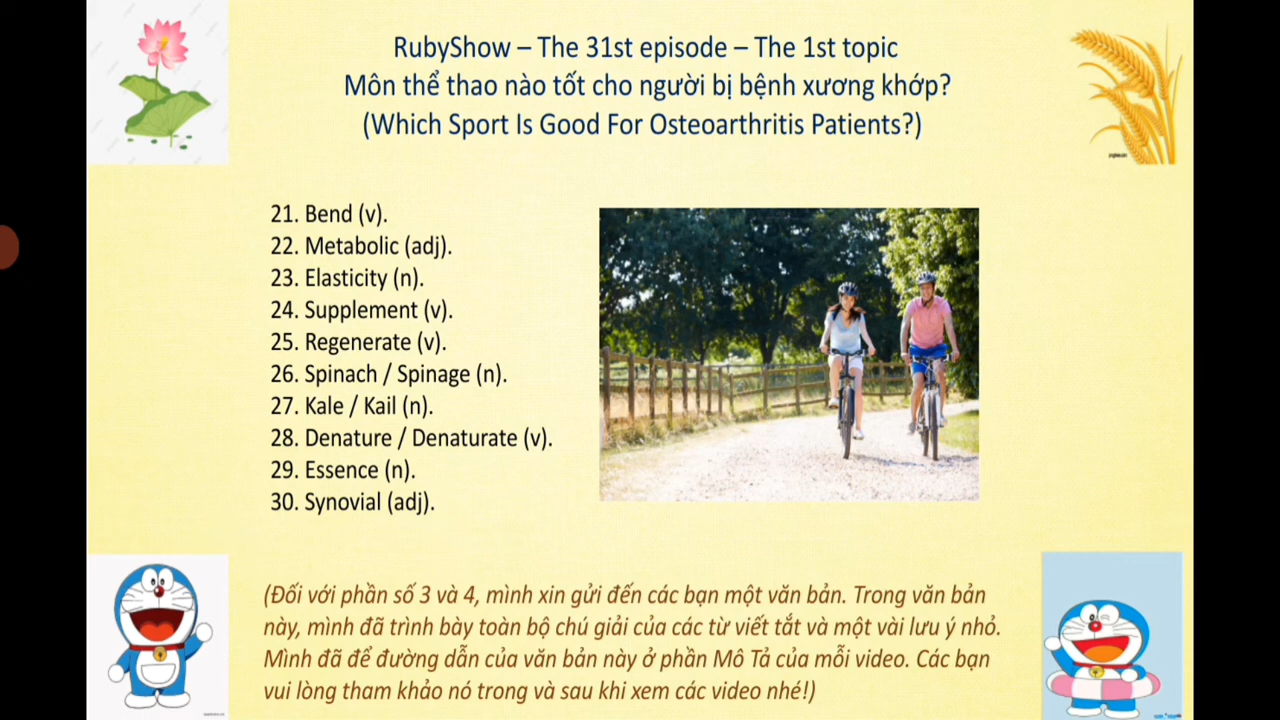 RubyShow – The 31st episode – The 1st topic
Môn thể thao nào tốt cho người bị bệnh xương khớp?
(Which Sport Is Good For Osteoarthritis Patients?)
21. Bend (v).
22. Metabolic (adj).
23. Elasticity (n).
24. Supplement (v).
25. Regenerate (v).
26. Spinach / Spinage (n).
27. Kale / Kail (n).
28. Denature / Denaturate (v).
29. Essence (n).
30. Synovial (adj).
(Đối với phần số 3 và 4, mình xin gửi đến các bạn một văn bản. Trong văn bản
này, mình đã trình bày toàn bộ chú giải của các từ viết tắt và một vài lưu ý nhỏ.
Mình đã để đường dẫn của văn bản này ở phần Mô Tả của mỗi video. Các bạn
vui lòng tham khảo nó trong và sau khi xem các video nhé!)